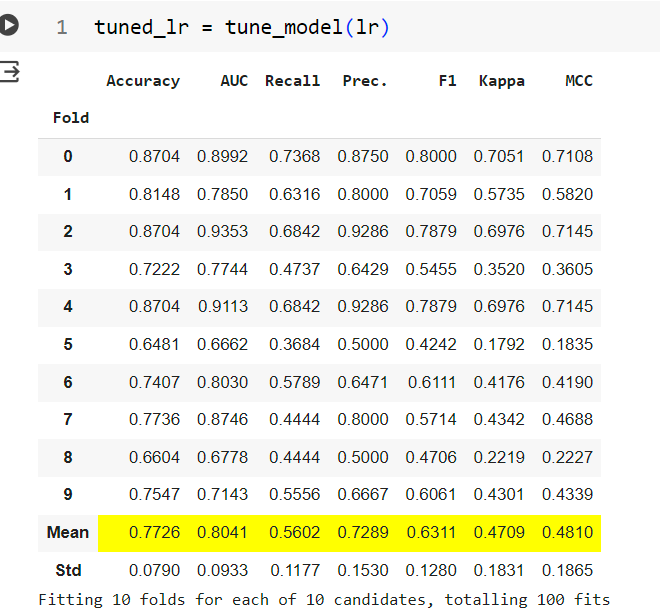 1 tuned_lr = tune_model(lr)
Accuracy AUC Recall Prec. F1 Kappa MCC
Fold
0 0.8704 0.8992 0.7368 0.8750 0.8000 0.7051 0.7108
1 0.8148 0.7850 0.6316 0.8000 0.7059 0.5735 0.5820
2 0.8704 0.9353 0.6842 0.9286 0.7879 0.6976 0.7145
3 0.7222 0.7744 0.4737 0.6429 0.5455 0.3520 0.3605
4 0.8704 0.9113 0.6842 0.9286 0.7879 0.6976 0.7145
5 0.6481 0.6662 0.3684 0.5000 0.4242 0.1792 0.1835
6 0.7407 0.8030 0.5789 0.6471 0.6111 0.4176 0.4190
7 0.7736 0.8746 0.4444 0.8000 0.5714 0.4342 0.4688
8 0.6604 0.6778 0.4444 0.5000 0.4706 0.2219 0.2227
9 0.7547 0.7143 0.5556 0.6667 0.6061 0.4301 0.4339
Mean 0.7726 0.8041 0.5602 0.7289 0.6311 0.4709 0.4810
Std 0.0790 0.0933 0.1177 0.1530 0.1280 0.1831 0.1865
Fitting 10 folds for each of 10 candidates, totalling 100 fits